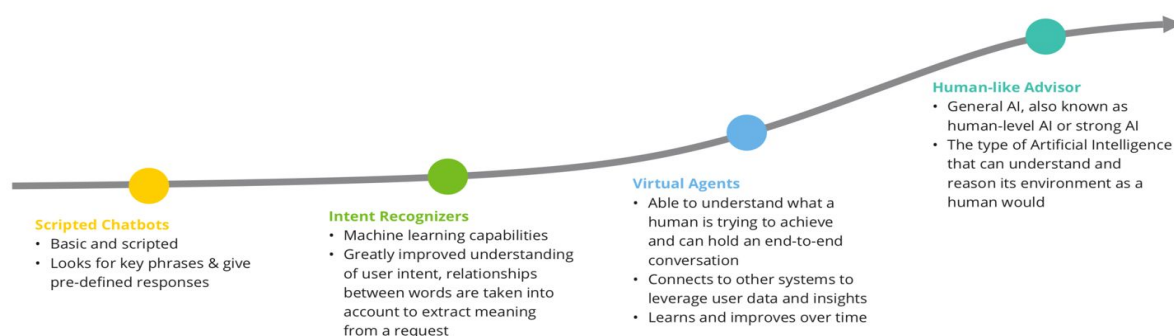 Scripted Chatbots
• Basic and scripted
• Looks for key phrases & give
pre-defined responses
Intent Recognizers
• Machine learning capabilities
• Greatly improved understanding
of user intent, relationships
between words are taken into
account to extract meaning
from a request
Virtual Agents
• Able to understand what a
human is trying to achieve
and can hold an end-to-end
conversation
• Connects to other systems to
leverage user data and insights
• Learns and improves over time
Human-like Advisor
• General AI, also known as
human-level AI or strong AI
• The type of Artificial Intelligence
that can understand and
reason its environment as a
human would